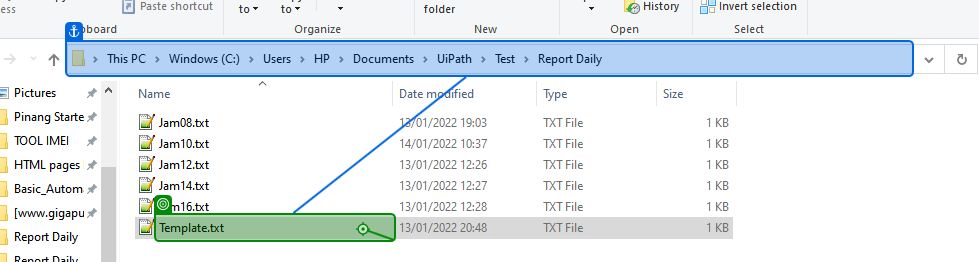 ess
Paste shortcut
to
py to
folder
History
Invert selection
board
Organize
New
Open
Select
This PC > Windows (C:) > Users > HP > Documents > UiPath > Test > Report Daily
Name Date modified Type Size
Pictures
Pinang Starte
TOOL IMEI
HTML pages
Basic_Autom
[www.gigapu
Report Daily
Report Daily
Jam08.txt 13/01/2022 19:03 TXT File 1 KB
Jam10.txt 14/01/2022 10:37 TXT File 1 KB
Jam12.txt 13/01/2022 12:26 TXT File 1 KB
Jam14.txt 13/01/2022 12:27 TXT File 1 KB
m16.txt 13/01/2022 12:28 TXT File 1 KB
Template.txt 13/01/2022 20:48 TXT File 1 KB